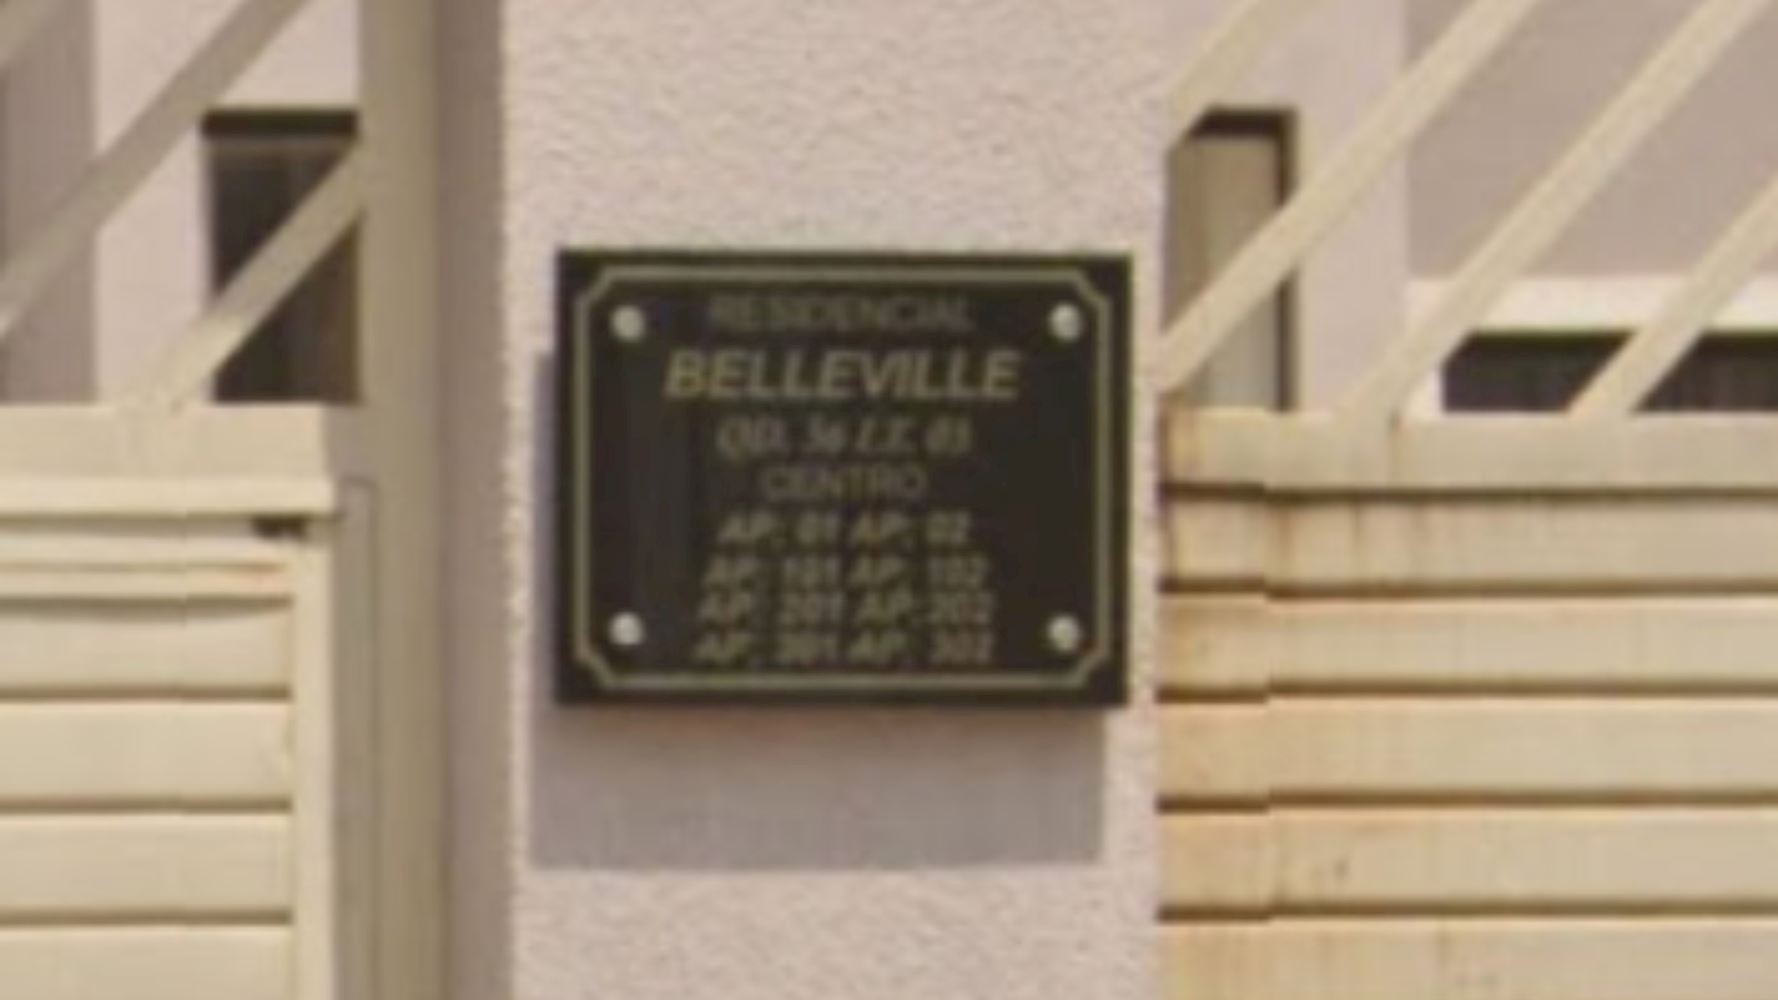 RESIDENCIAL
BELLEVILLE
QD. 36 LT. 03
CENTRO
AP: 01 AP: 02
AP: 101 AP: 102
AP: 201 AP: 202
AP: 301 AP: 302